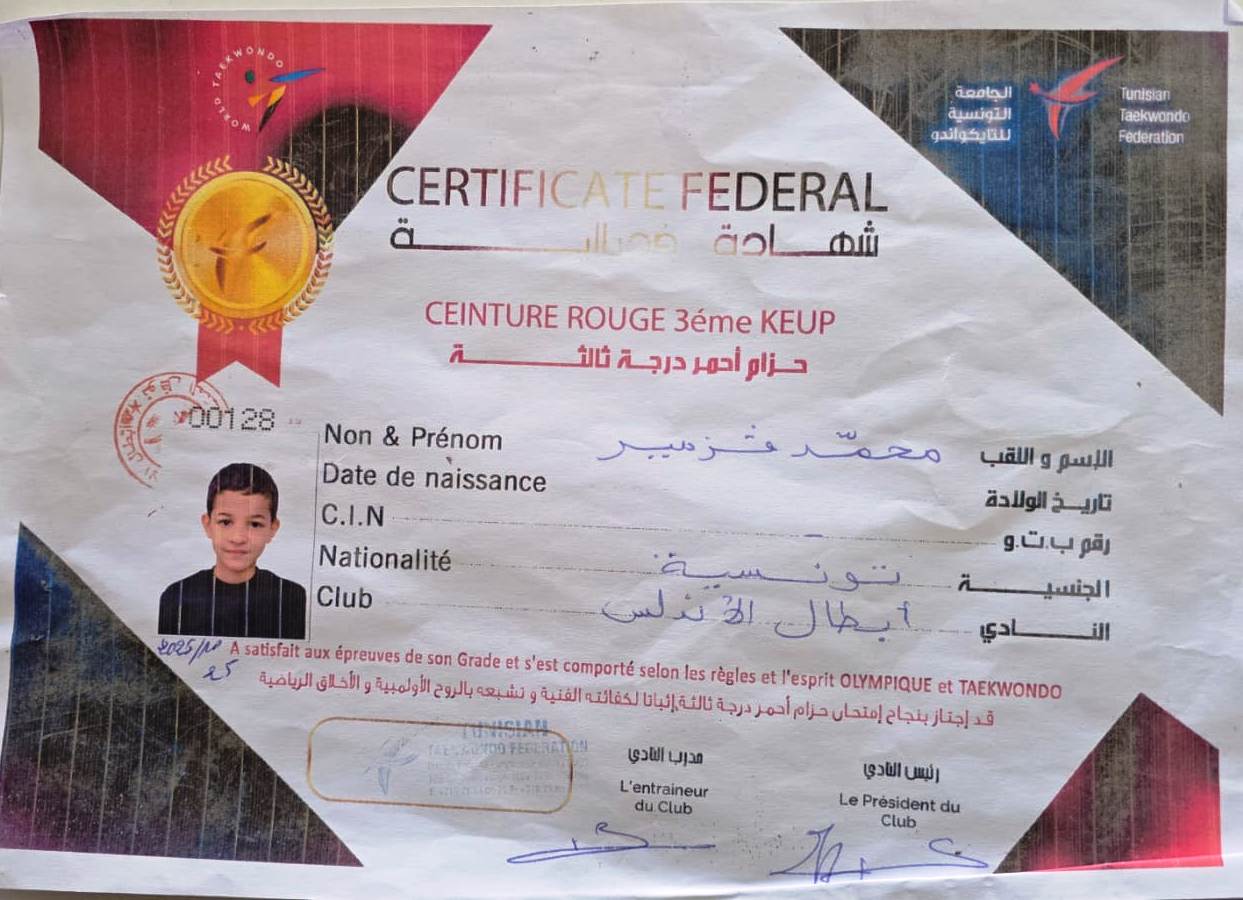 WORLD TAEKWONDO
الجامعة
التونسية
للتايكواندو
Tunisian
Taekwondo
Federation
CERTIFICATE FEDERAL
شهادة فدرالية
CEINTURE ROUGE 3éme KEUP
حزام أحمر درجة ثالثة
00128
Non & Prénom محمّد الإسم و اللقب
Date de naissance تاريخ الولادة
C.I.N - رقم ب.ت.و
Nationalité تونسية الجنسية
Club أبطال الأندلس النادي
2025/
25
A satisfait aux épreuves de son Grade et s'est comporté selon les règles et l'esprit OLYMPIQUE et TAEKWONDO
قد إجتاز بنجاح إمتحان حزام أحمر درجة ثالثة إثباتا لكفائته الفنية و تشبعه بالروح الأولمبية و الأخلاق الرياضية
TUNISIAN
TAEKWONDO FEDERATION
مدرب النادي
L'entraineur
du Club
رئيس النادي
Le Président du
Club